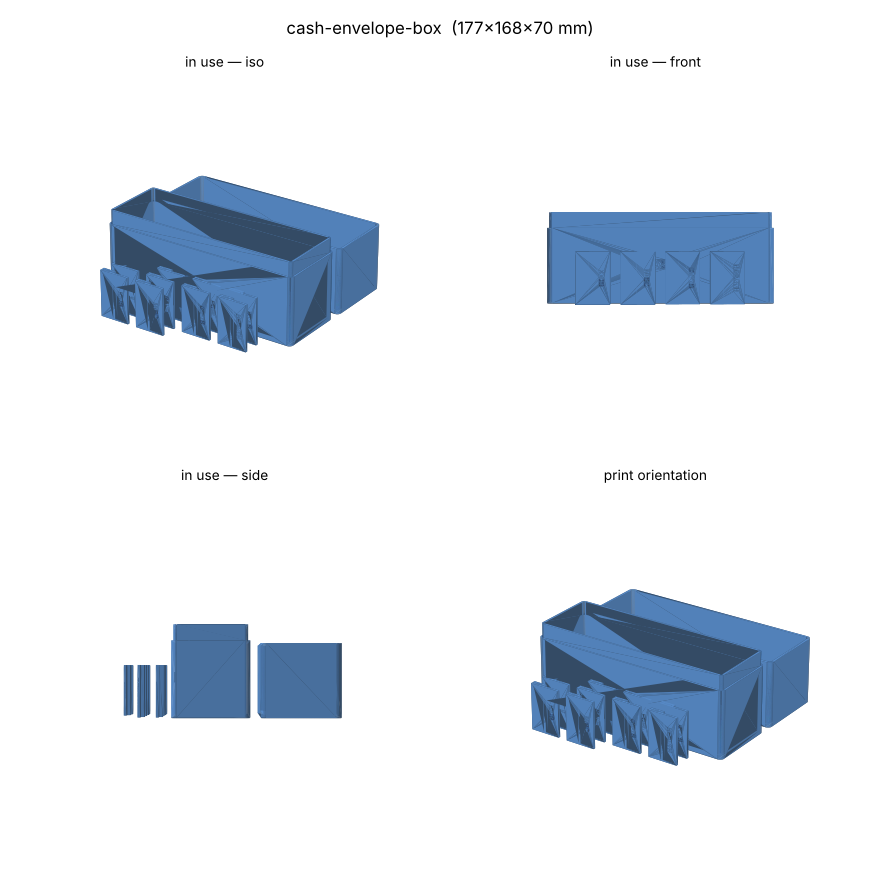 cash-envelope-box (177×168×70 mm)
in use — iso
in use — front
in use — side
print orientation